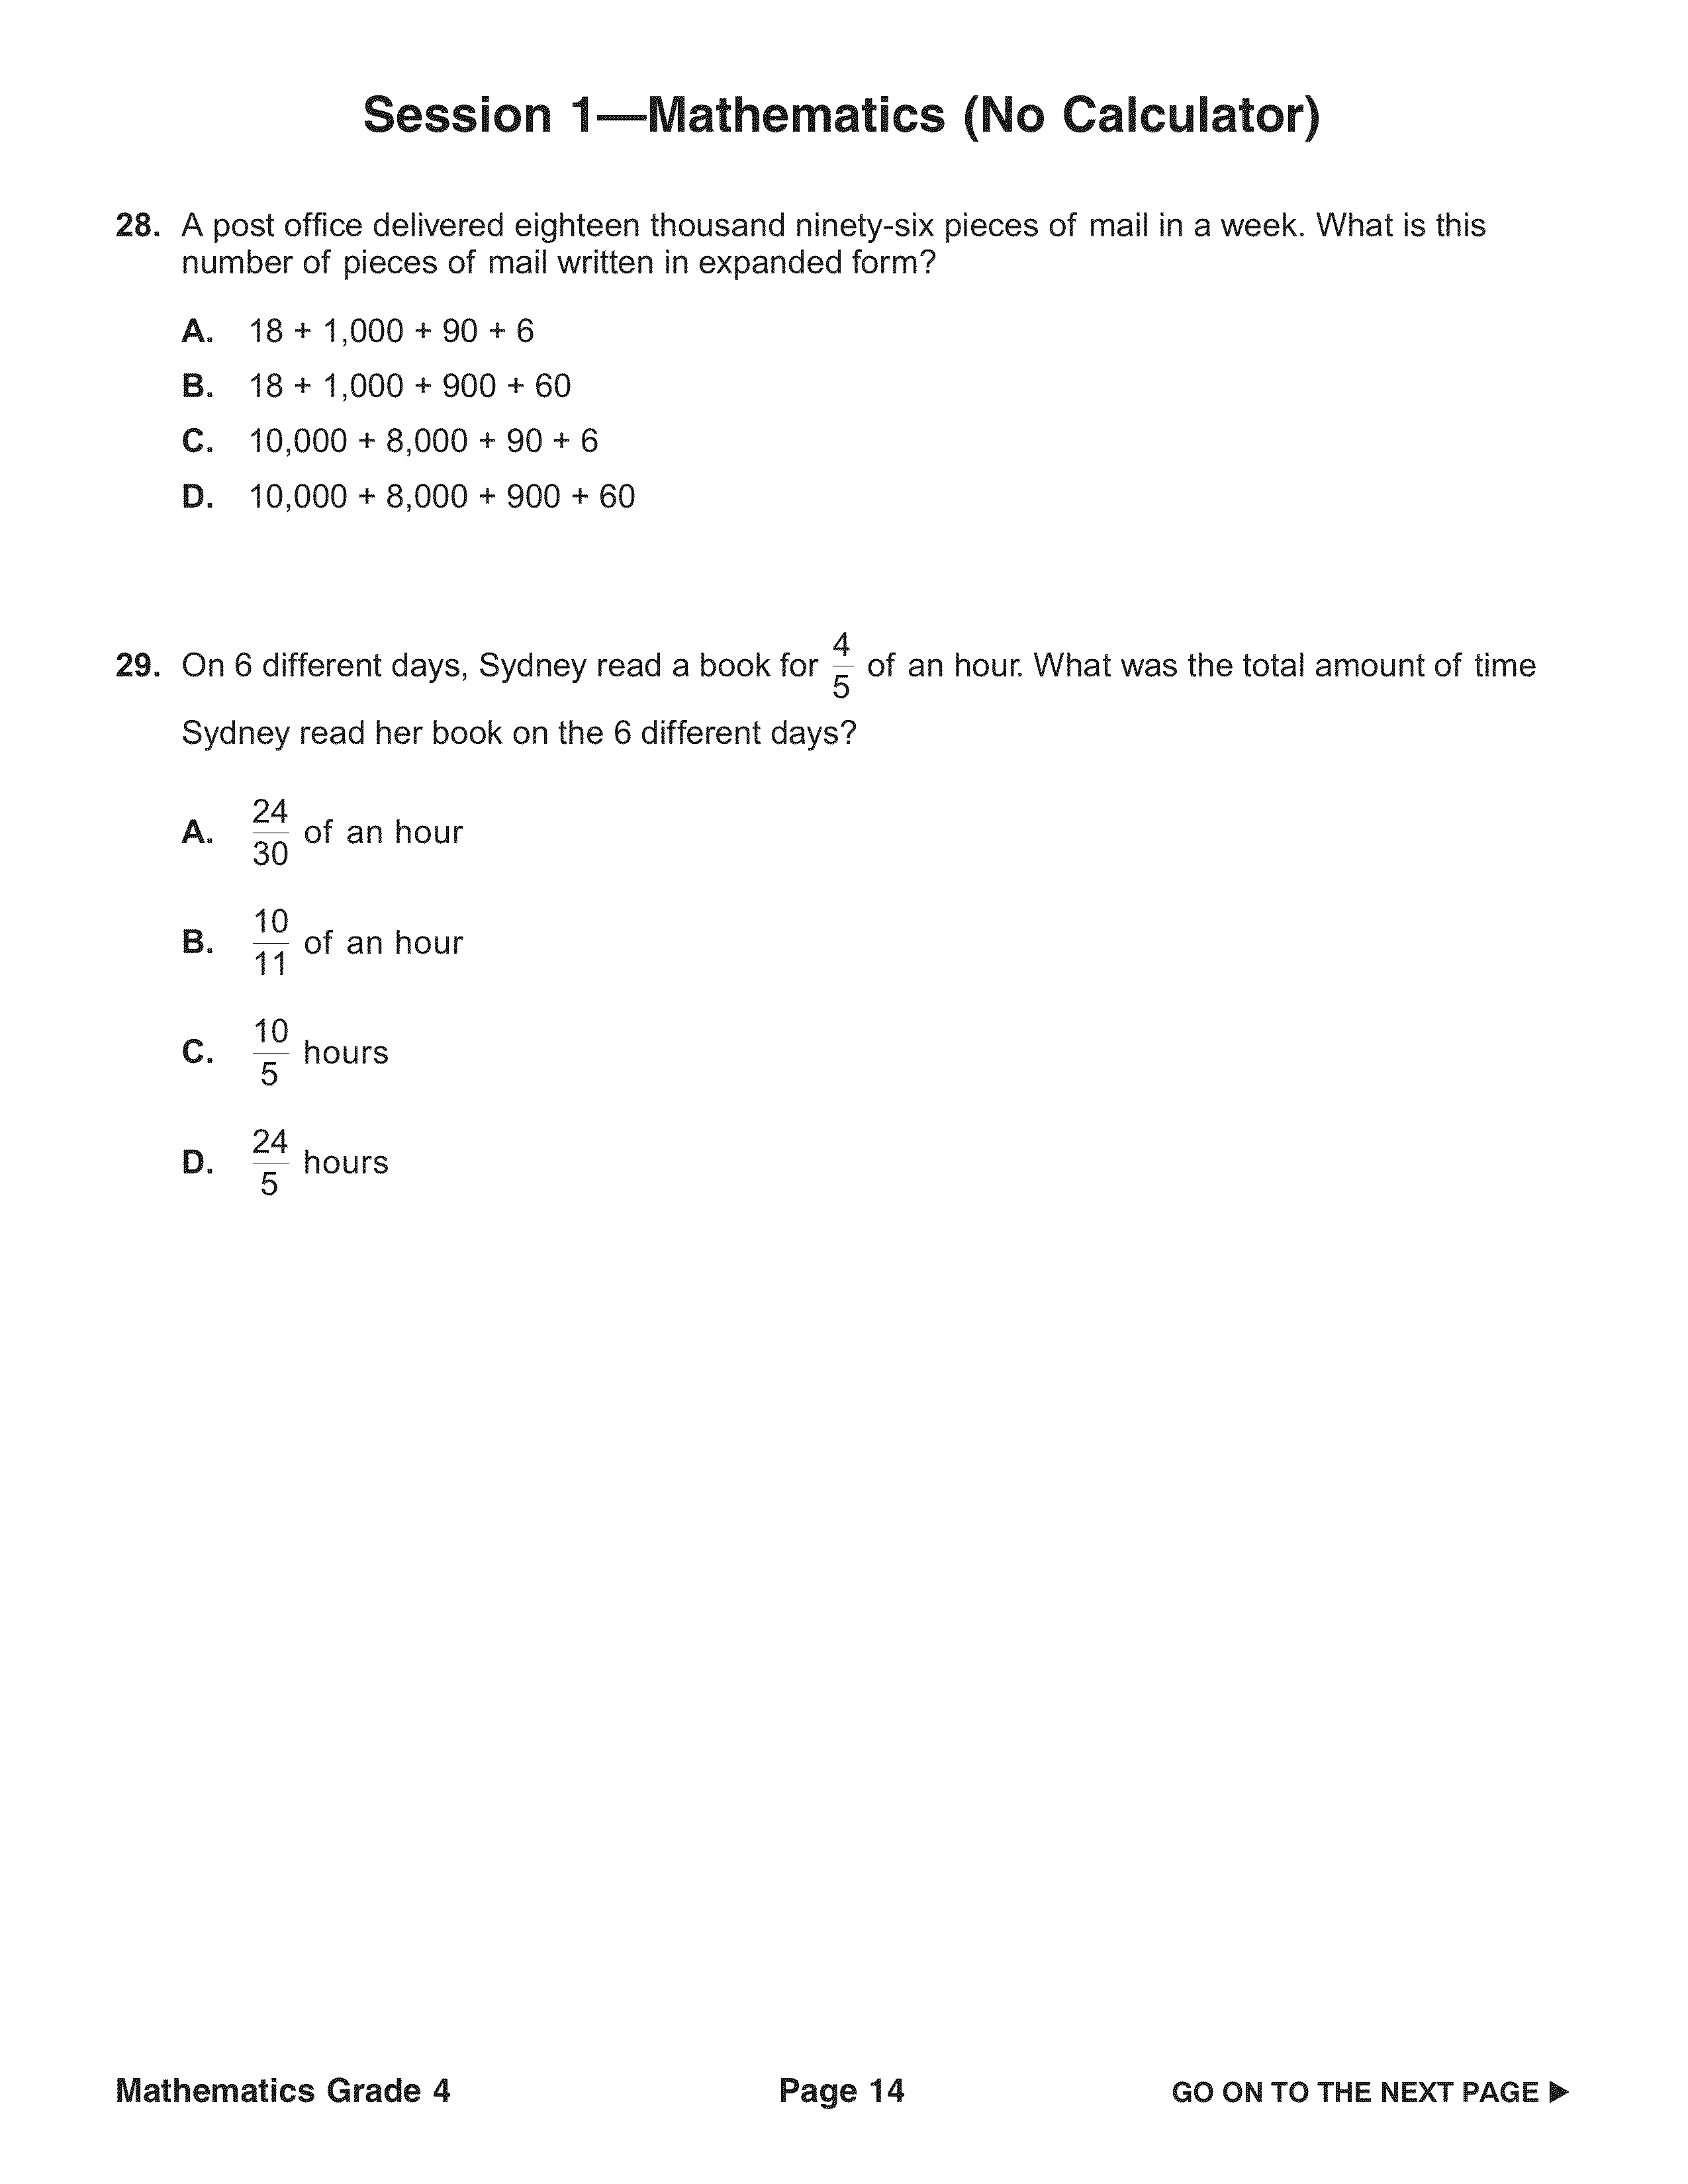 Session 1—Mathematics (No Calculator)
28. A post office delivered eighteen thousand ninety-six pieces of mail in a week. What is this
number of pieces of mail written in expanded form?
A. 18 + 1,000 + 90 + 6
B. 18 + 1,000 + 900 + 60
C. 10,000 + 8,000 + 90 + 6
D. 10,000 + 8,000 + 900 + 60
29. On 6 different days, Sydney read a book for 4/5 of an hour. What was the total amount of time
Sydney read her book on the 6 different days?
A. 24/30 of an hour
B. 10/11 of an hour
C. 10/5 hours
D. 24/5 hours
Mathematics Grade 4 Page 14 GO ON TO THE NEXT PAGE ▶